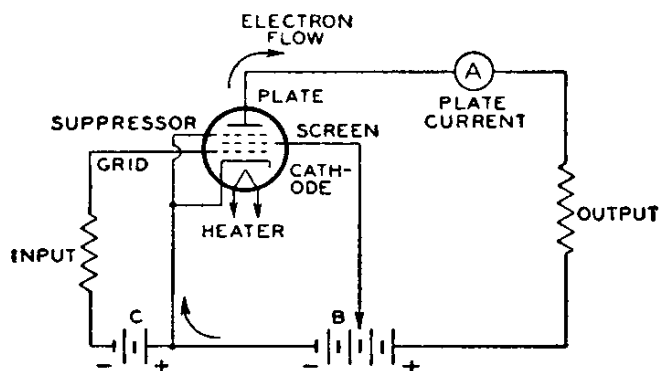 ELECTRON
FLOW
A
PLATE
PLATE
CURRENT
SUPPRESSOR
SCREEN
GRID
CATH-
ODE
HEATER
OUTPUT
INPUT
C
B
- +
- +